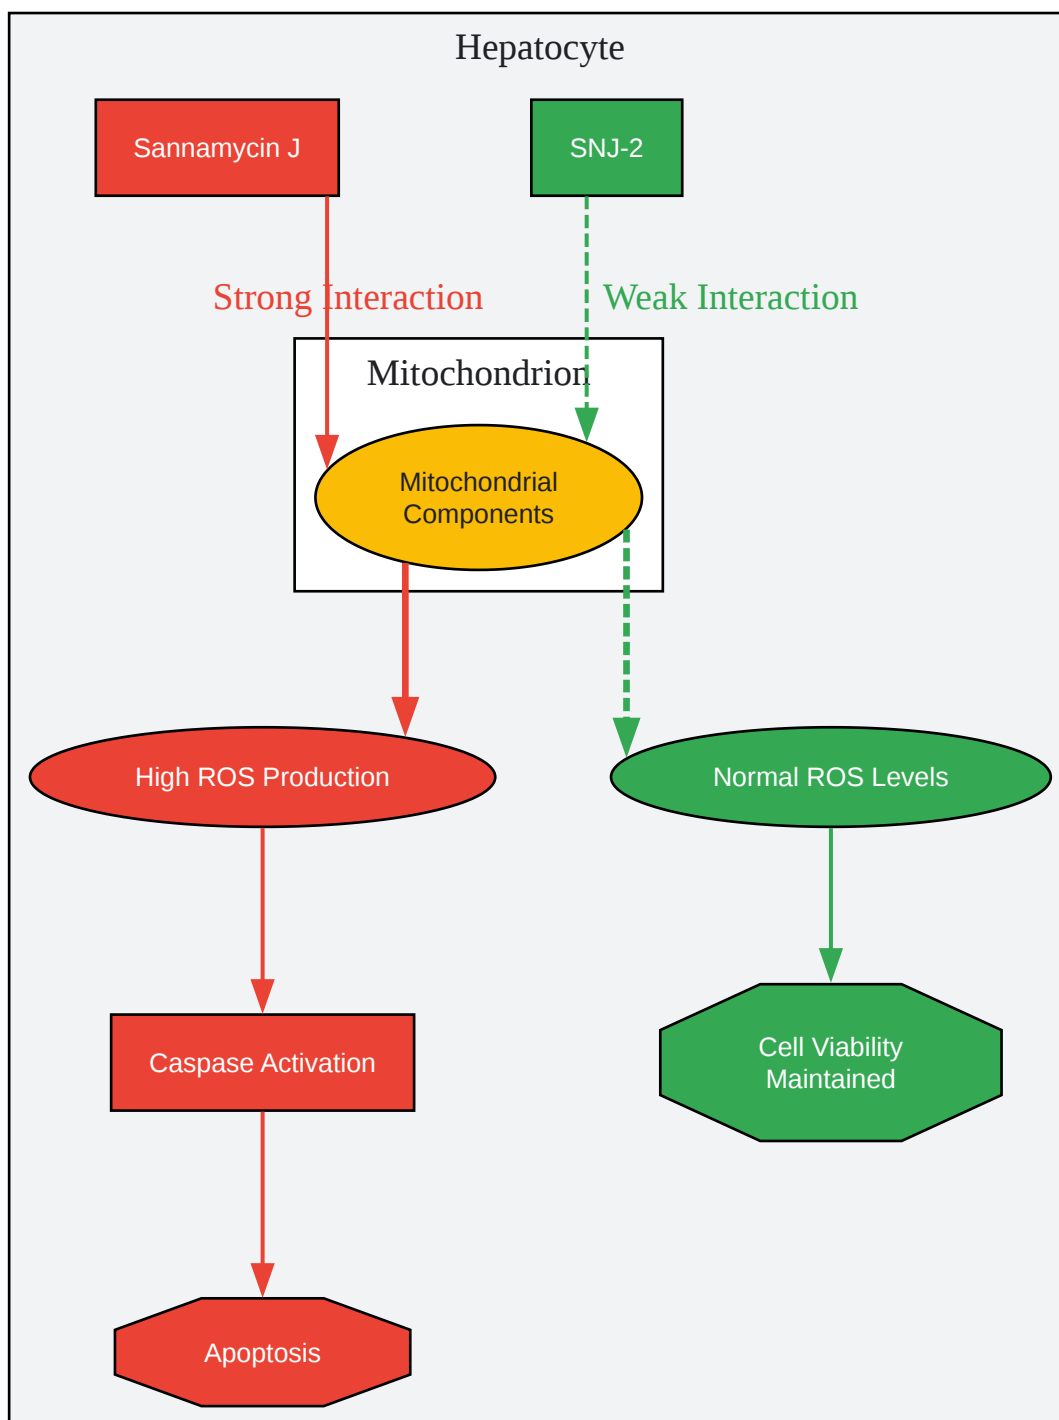 Hepatocyte
Sannamycin J
SNJ-2
Strong Interaction
Weak Interaction
Mitochondrion
Mitochondrial
Components
High ROS Production
Normal ROS Levels
Caspase Activation
Cell Viability
Maintained
Apoptosis